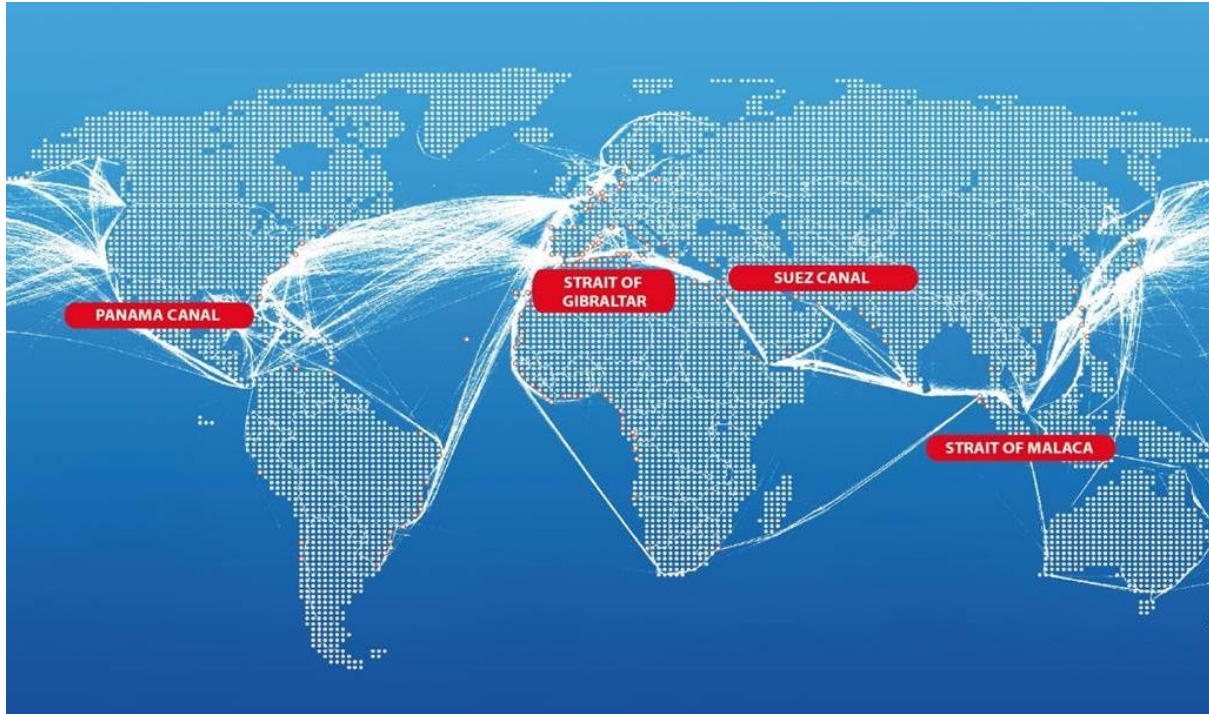 STRAIT OF
GIBRALTAR
SUEZ CANAL
PANAMA CANAL
STRAIT OF MALACA